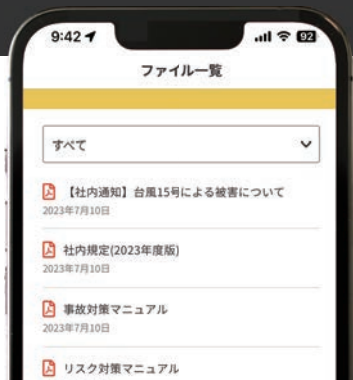 9:42
92
ファイル一覧
すべて
【社内通知】台風15号による被害について
2023年7月10日
社内規定(2023年度版)
2023年7月10日
事故対策マニュアル
2023年7月10日
リスク対策マニュアル